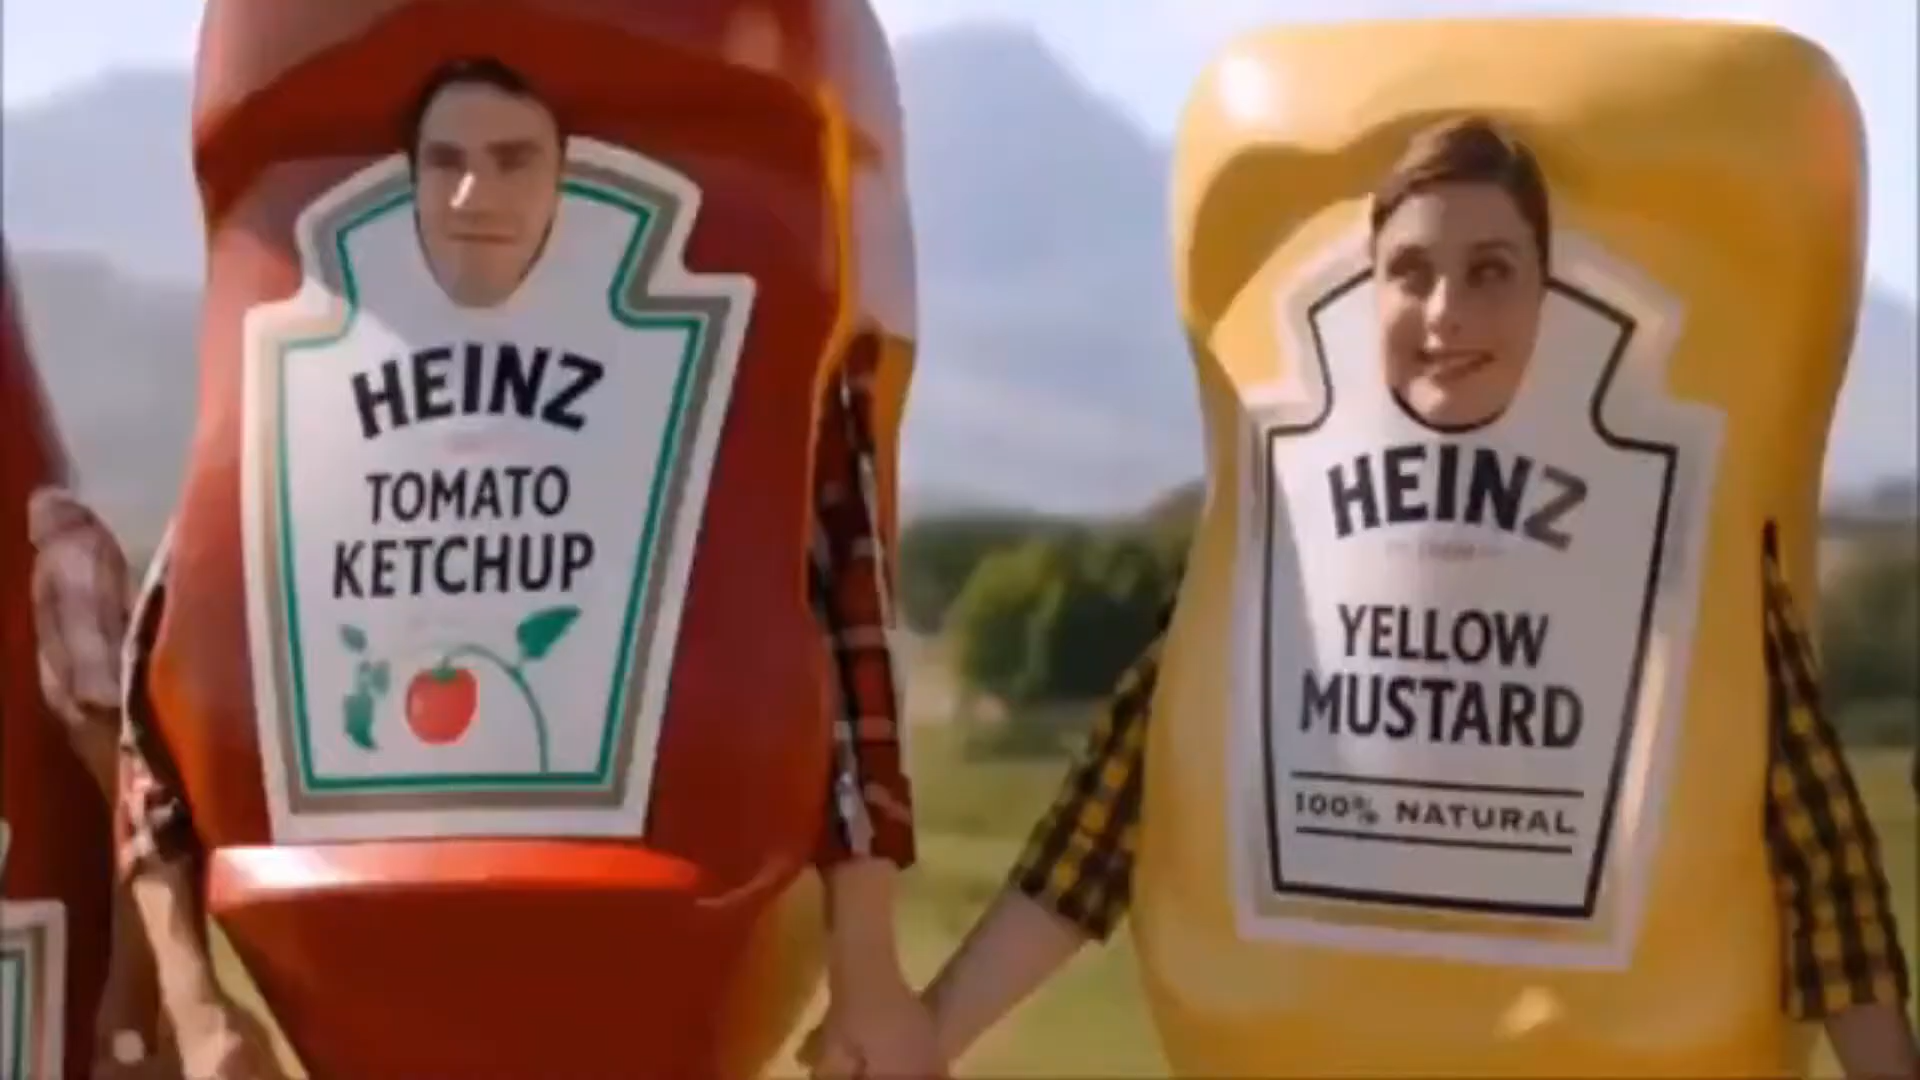 HEINZ
TOMATO
KETCHUP
HEINZ
YELLOW
MUSTARD
100% NATURAL